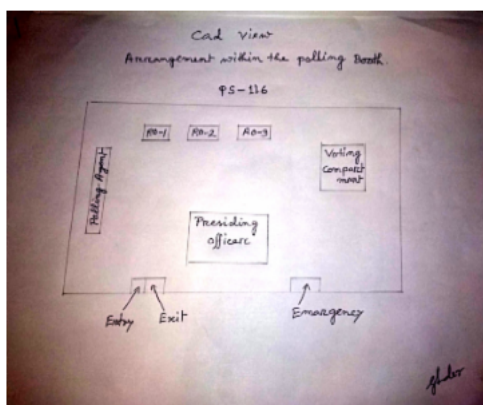 Cad View
Arrangement within the polling Booth.
PS-116
PO-1 PO-2 PO-3
Polling Agent
Voting
compart
ment
Presiding
officer
Entry Exit Emargency